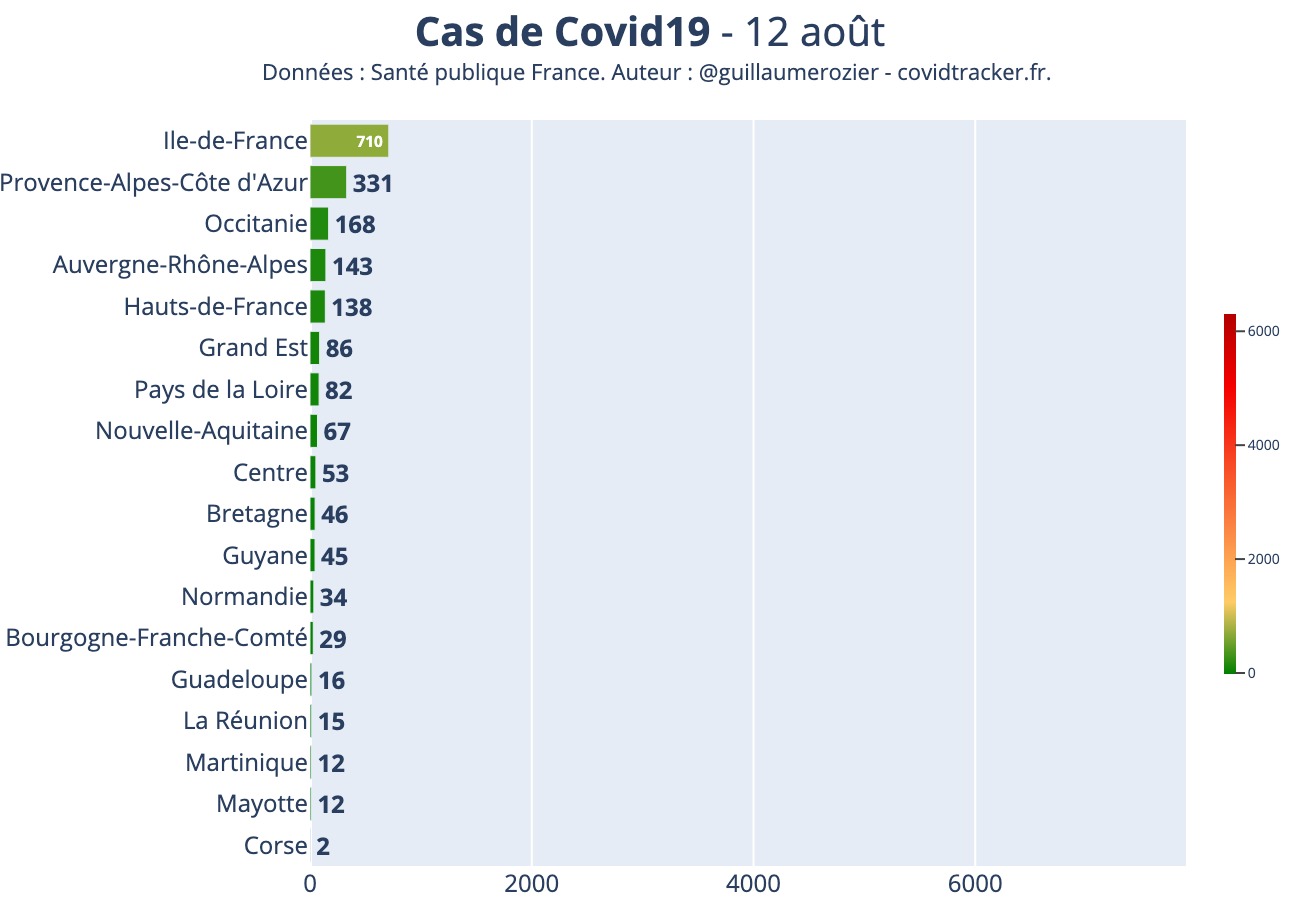 Cas de Covid19 - 12 août
Données : Santé publique France. Auteur : @guillaumerozier - covidtracker.fr.
Ile-de-France 710
Provence-Alpes-Côte d'Azur 331
Occitanie 168
Auvergne-Rhône-Alpes 143
Hauts-de-France 138
Grand Est 86
Pays de la Loire 82
Nouvelle-Aquitaine 67
Centre 53
Bretagne 46
Guyane 45
Normandie 34
Bourgogne-Franche-Comté 29
Guadeloupe 16
La Réunion 15
Martinique 12
Mayotte 12
Corse 2
0 2000 4000 6000
6000
4000
2000
0